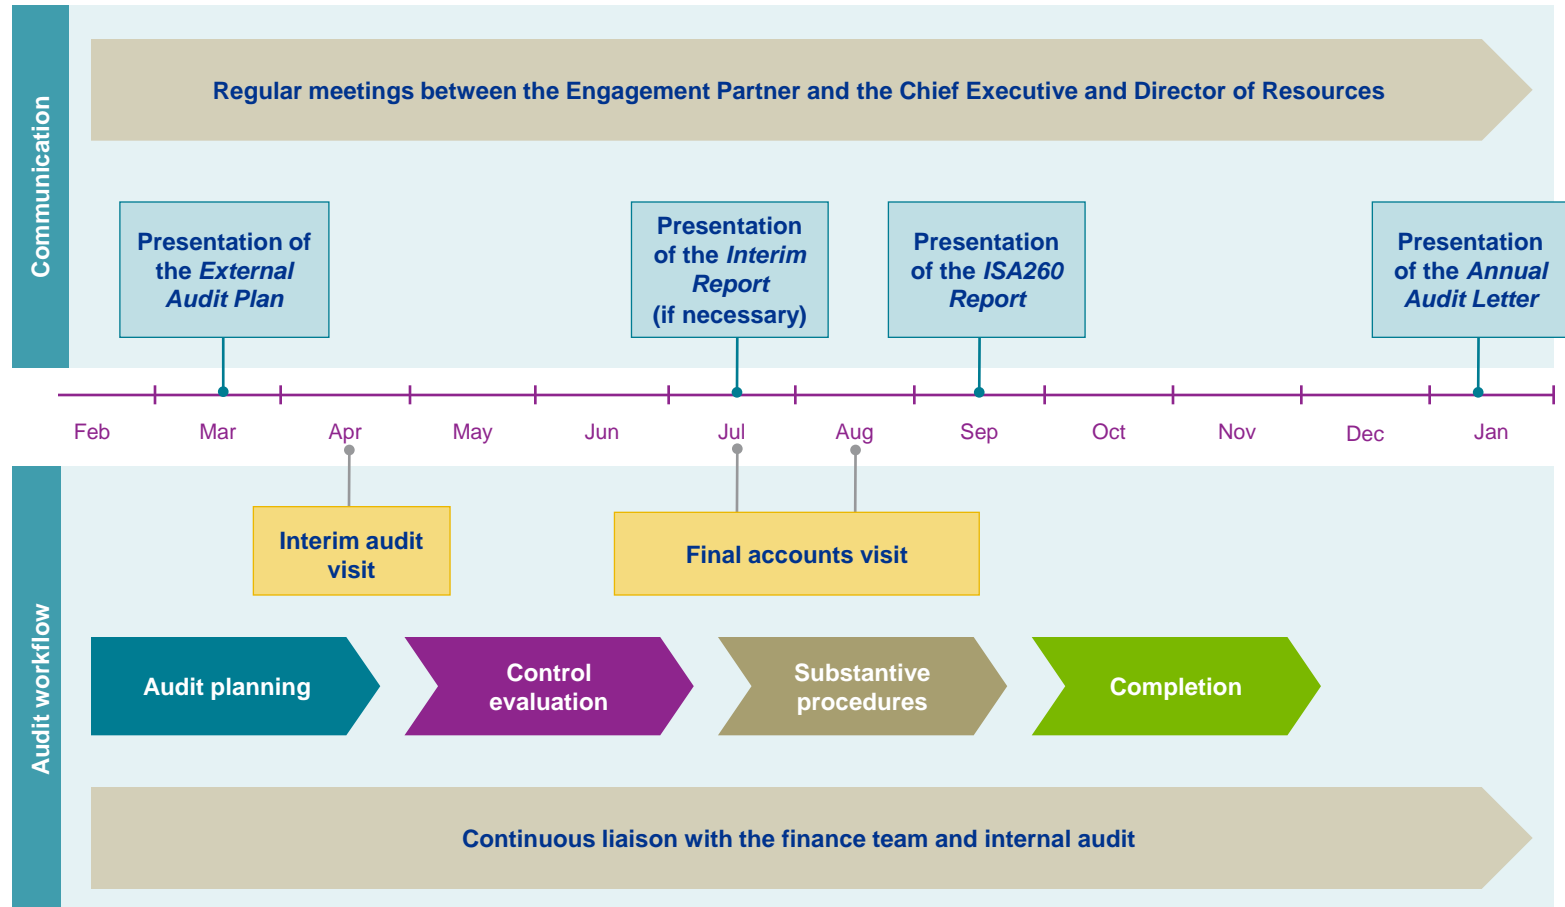 Communication
Regular meetings between the Engagement Partner and the Chief Executive and Director of Resources
Presentation of
the External
Audit Plan
Presentation
of the Interim
Report
(if necessary)
Presentation
of the ISA260
Report
Presentation
of the Annual
Audit Letter
Feb Mar Apr May Jun Jul Aug Sep Oct Nov Dec Jan
Audit workflow
Interim audit
visit
Final accounts visit
Audit planning
Control
evaluation
Substantive
procedures
Completion
Continuous liaison with the finance team and internal audit